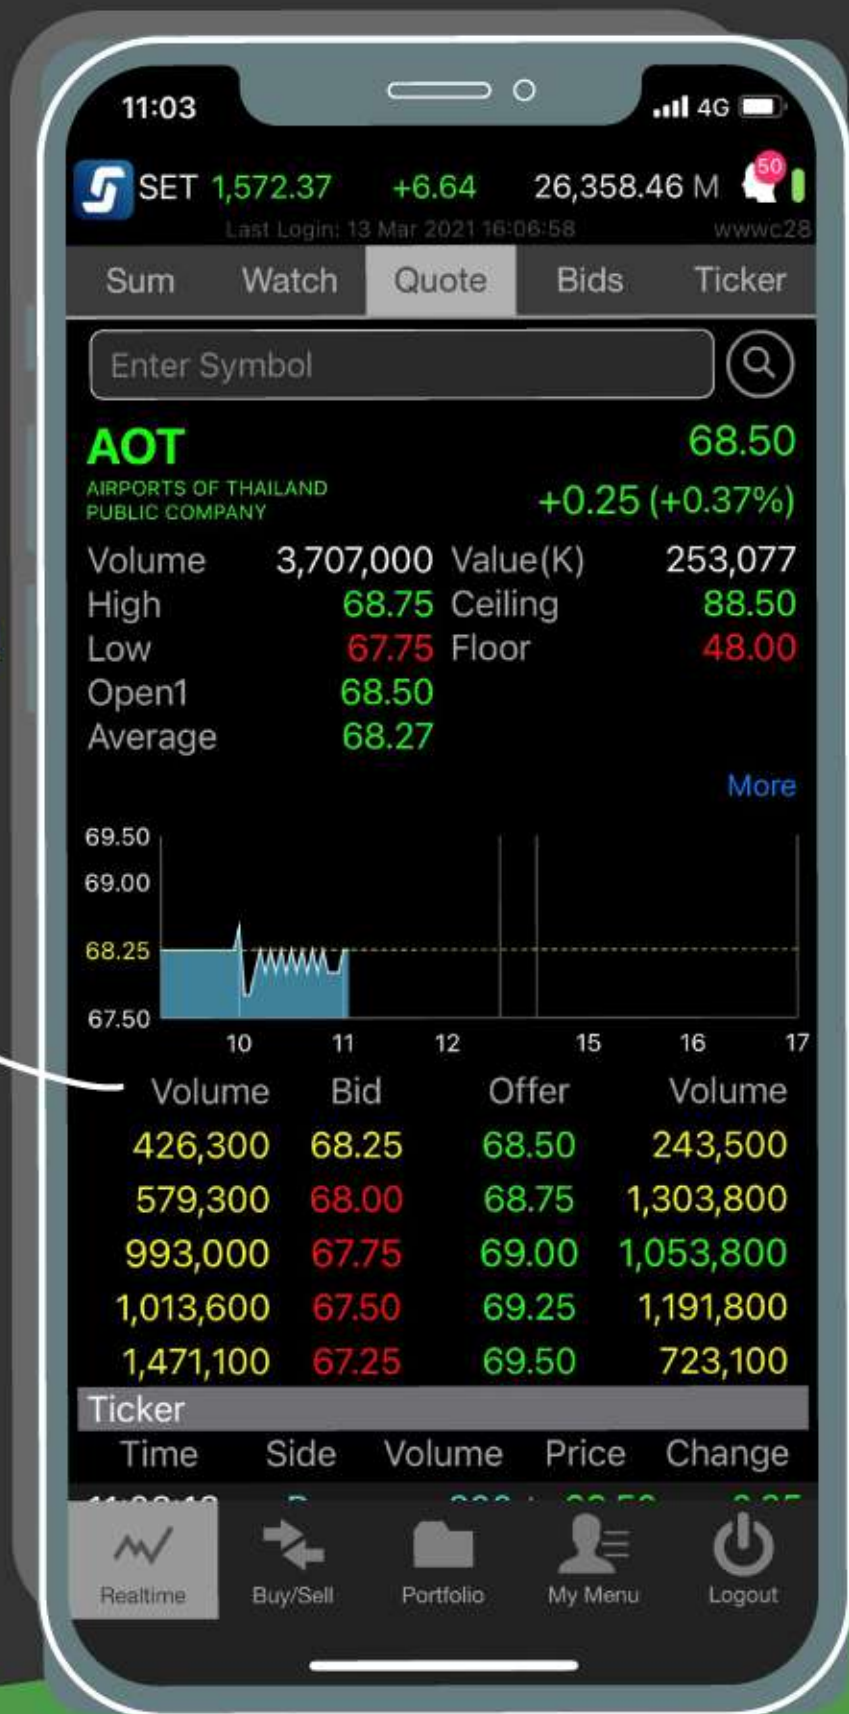 11:03 4G
SET 1,572.37 +6.64 26,358.46 M 50
Last Login: 13 Mar 2021 16:06:58 wwwc28
Sum Watch Quote Bids Ticker
Enter Symbol
AOT 68.50
AIRPORTS OF THAILAND
PUBLIC COMPANY
+0.25 (+0.37%)
Volume 3,707,000 Value(K) 253,077
High 68.75 Ceiling 88.50
Low 67.75 Floor 48.00
Open1 68.50
Average 68.27
More
69.50
69.00
68.25
67.50
10 11 12 15 16 17
Volume Bid Offer Volume
426,300 68.25 68.50 243,500
579,300 68.00 68.75 1,303,800
993,000 67.75 69.00 1,053,800
1,013,600 67.50 69.25 1,191,800
1,471,100 67.25 69.50 723,100
Ticker
Time Side Volume Price Change
Realtime Buy/Sell Portfolio My Menu Logout